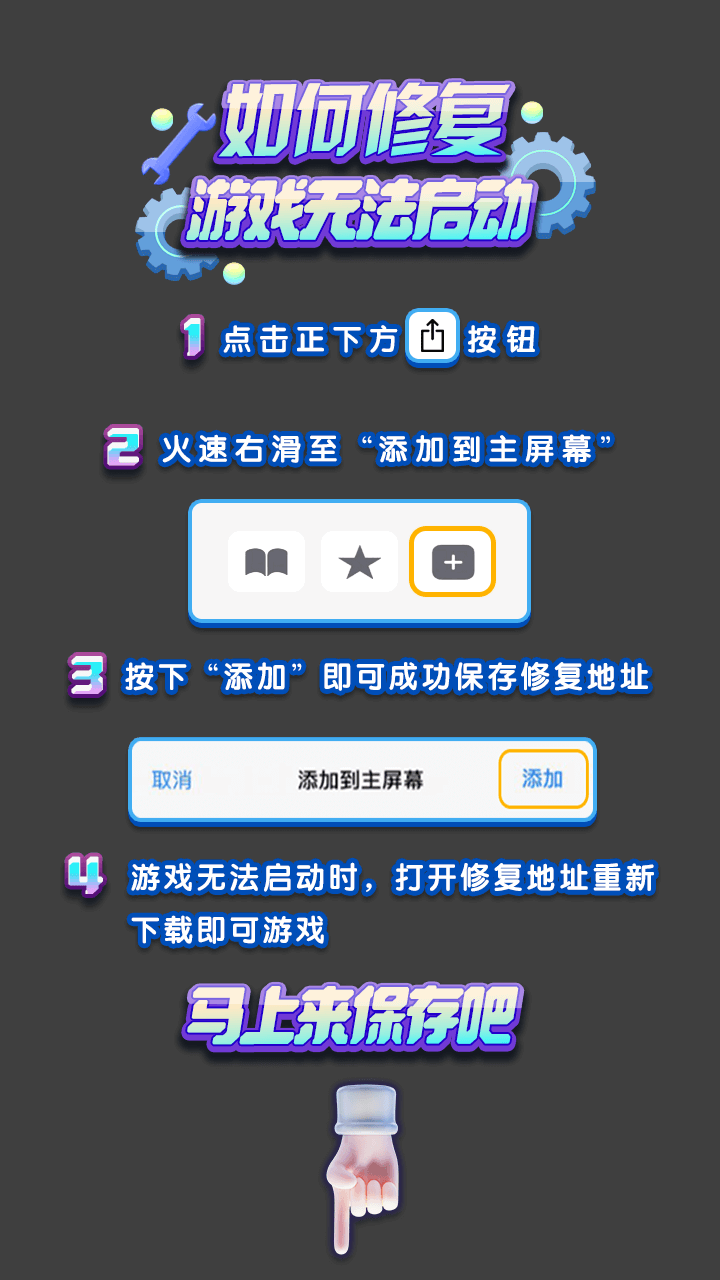 如何修复
游戏无法启动
1 点击正下方 按钮
2 火速右滑至“添加到主屏幕”
3 按下“添加”即可成功保存修复地址
取消 添加到主屏幕 添加
4 游戏无法启动时，打开修复地址重新
下载即可游戏
马上来保存吧